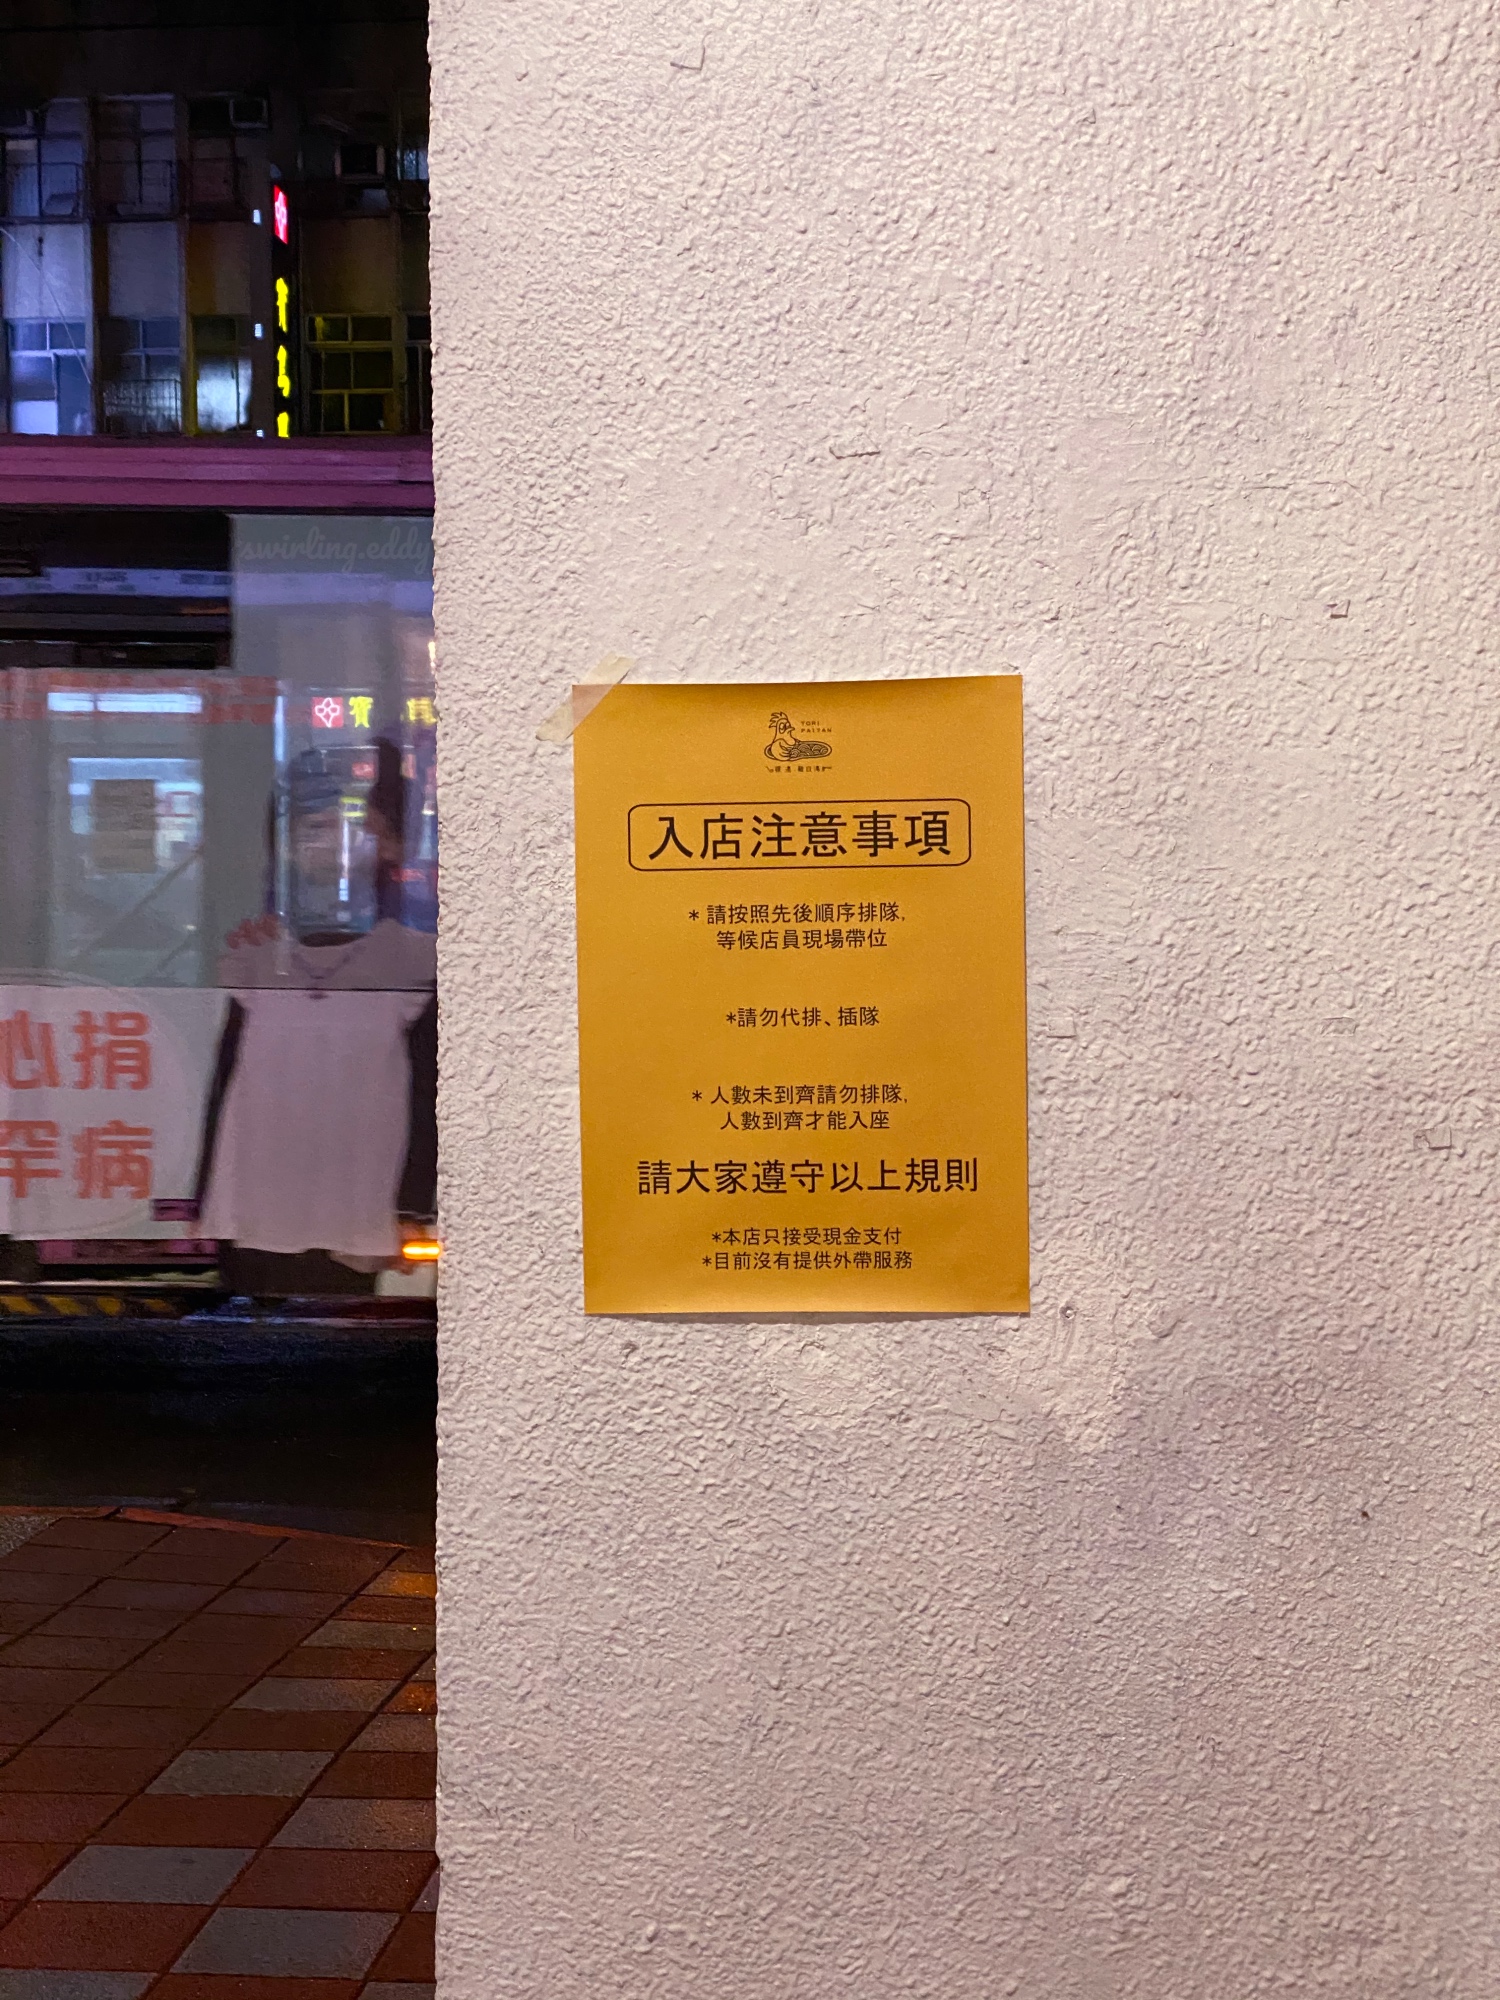 swirling.eddy
寶
TORI
PAITAN
入店注意事項
* 請按照先後順序排隊,
等候店員現場帶位
*請勿代排、插隊
* 人數未到齊請勿排隊,
人數到齊才能入座
請大家遵守以上規則
*本店只接受現金支付
*目前沒有提供外帶服務
心捐
罕病